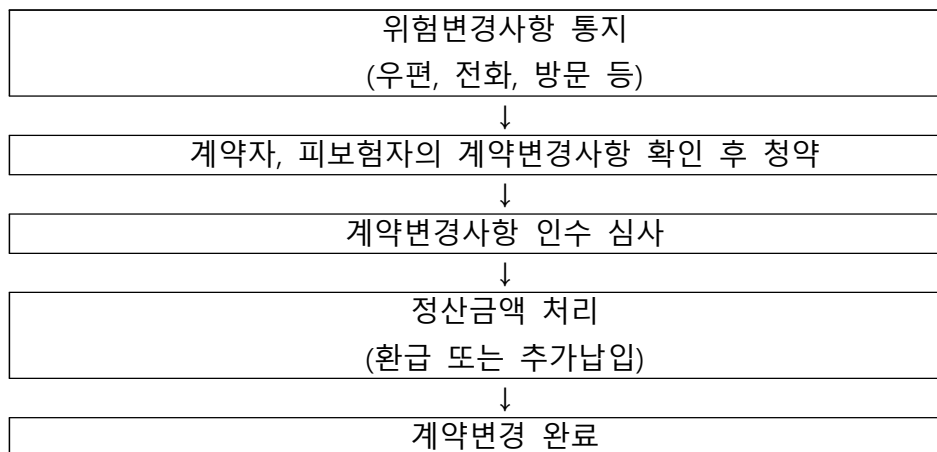 위험변경사항 통지
(우편, 전화, 방문 등)
↓
계약자, 피보험자의 계약변경사항 확인 후 청약
↓
계약변경사항 인수 심사
↓
정산금액 처리
(환급 또는 추가납입)
↓
계약변경 완료